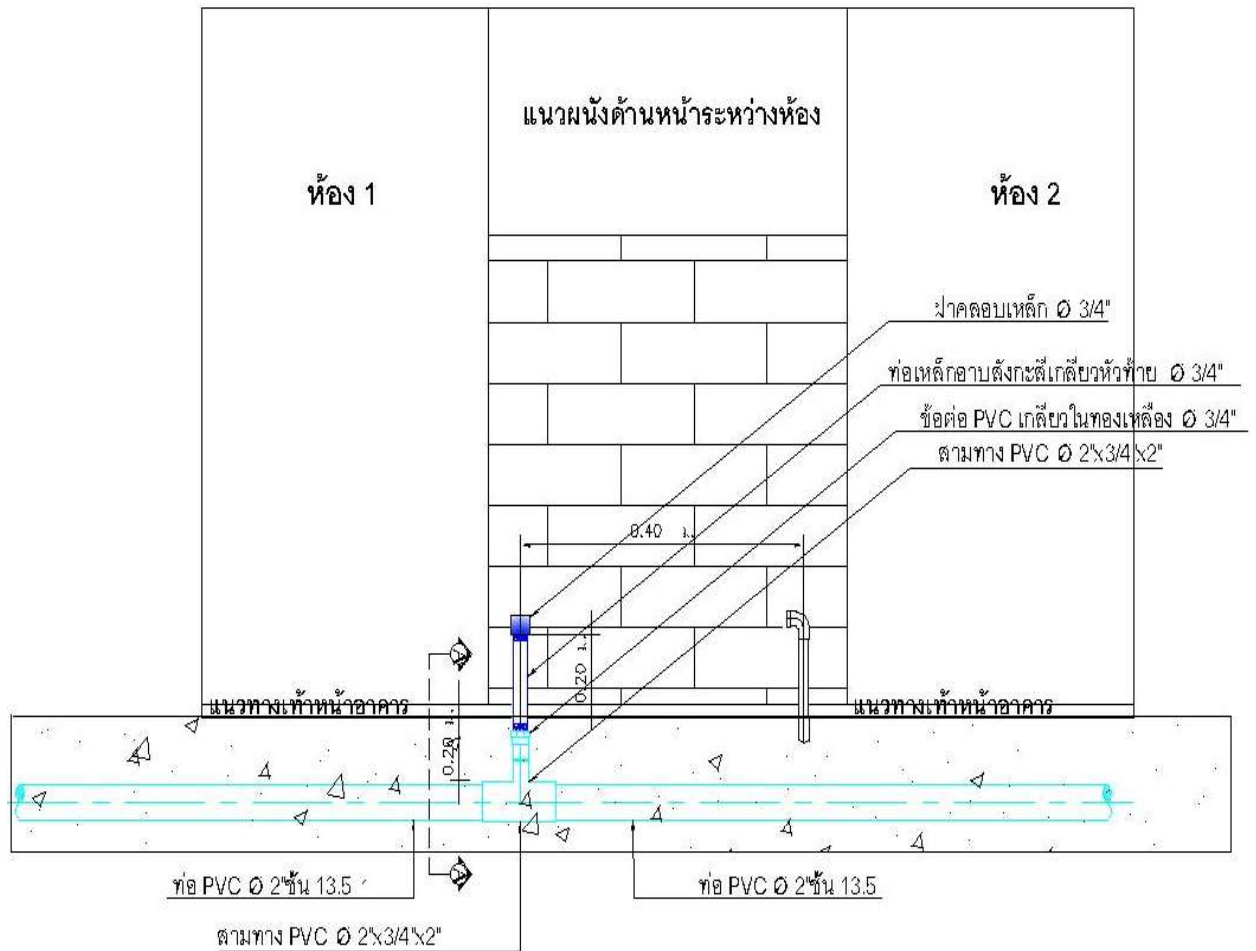 แนวผนังด้านหน้าระหว่างห้อง
ห้อง 1
ห้อง 2
ฝาคลอบเหล็ก Ø 3/4"
ท่อเหล็กอาบสังกะสีเกลียวหัวท้าย Ø 3/4"
ข้อต่อ PVC เกลียวในทองเหลือง Ø 3/4"
สามทาง PVC Ø 2"x3/4"x2"
0.40 ม.
0.20 ม.
0.20 ม.
A
A
แนวทางเท้าหน้าอาคาร
แนวทางเท้าหน้าอาคาร
ท่อ PVC Ø 2"ชั้น 13.5
ท่อ PVC Ø 2"ชั้น 13.5
สามทาง PVC Ø 2"x3/4"x2"